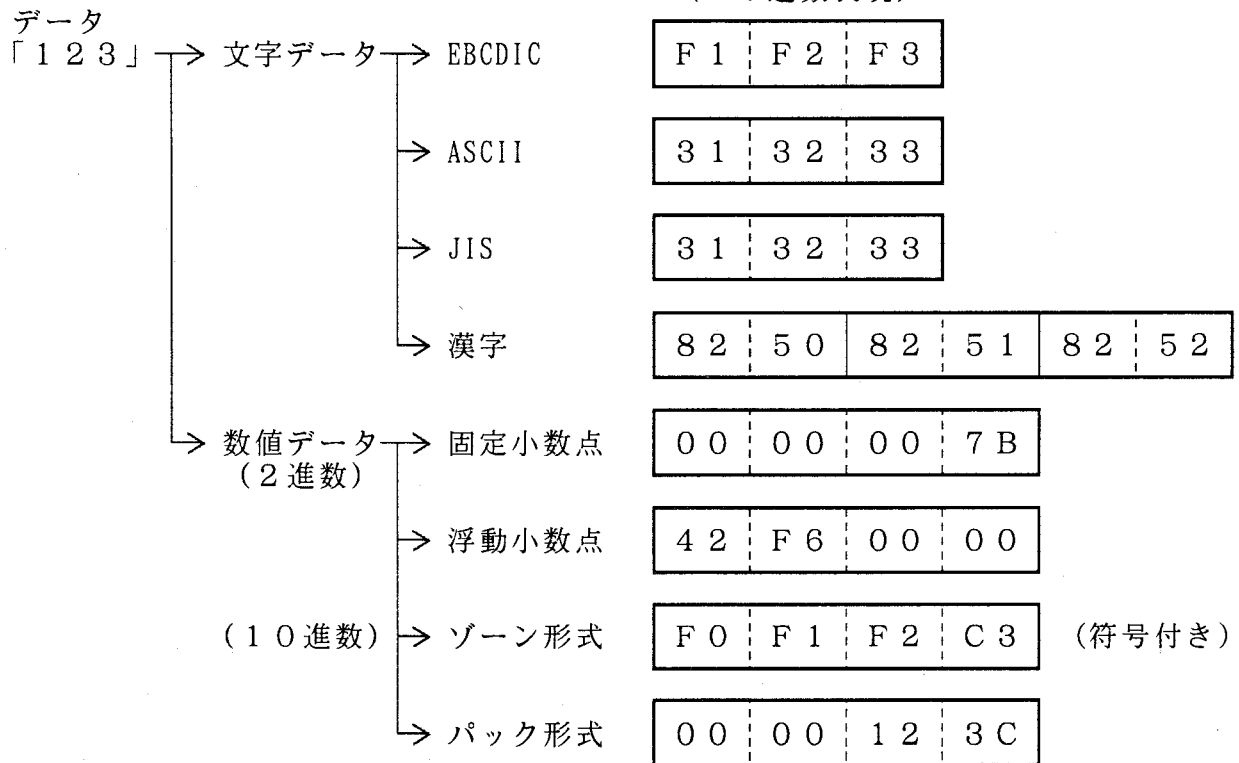 データ
「１２３」→ 文字データ → EBCDIC F1 F2 F3
→ ASCII 31 32 33
→ JIS 31 32 33
→ 漢字 82 50 82 51 82 52
→ 数値データ → 固定小数点 00 00 00 7B
(２進数)
→ 浮動小数点 42 F6 00 00
(１０進数) → ゾーン形式 F0 F1 F2 C3 (符号付き)
→ パック形式 00 00 12 3C